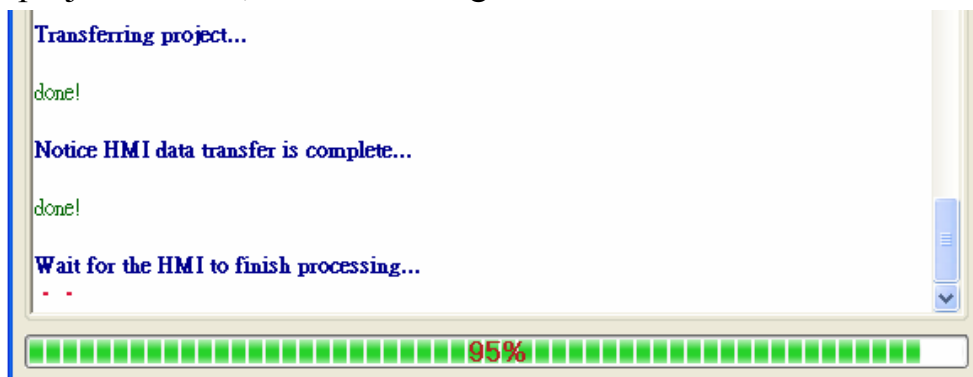 Transferring project...
done!
Notice HMI data transfer is complete...
done!
Wait for the HMI to finish processing...
95%